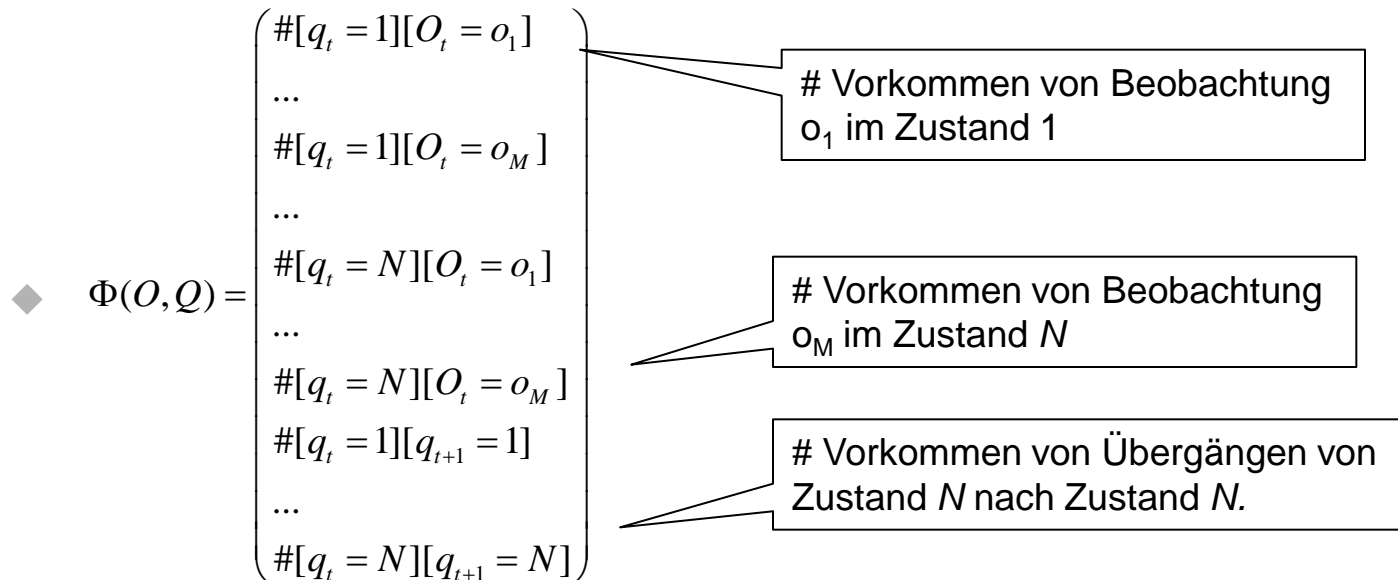 #[q_t = 1][O_t = o_1]
...
#[q_t = 1][O_t = o_M]
...
#[q_t = N][O_t = o_1]
Φ(O,Q) =
...
#[q_t = N][O_t = o_M]
#[q_t = 1][q_{t+1} = 1]
...
#[q_t = N][q_{t+1} = N]
# Vorkommen von Beobachtung
o_1 im Zustand 1
# Vorkommen von Beobachtung
o_M im Zustand N
# Vorkommen von Übergängen von
Zustand N nach Zustand N.